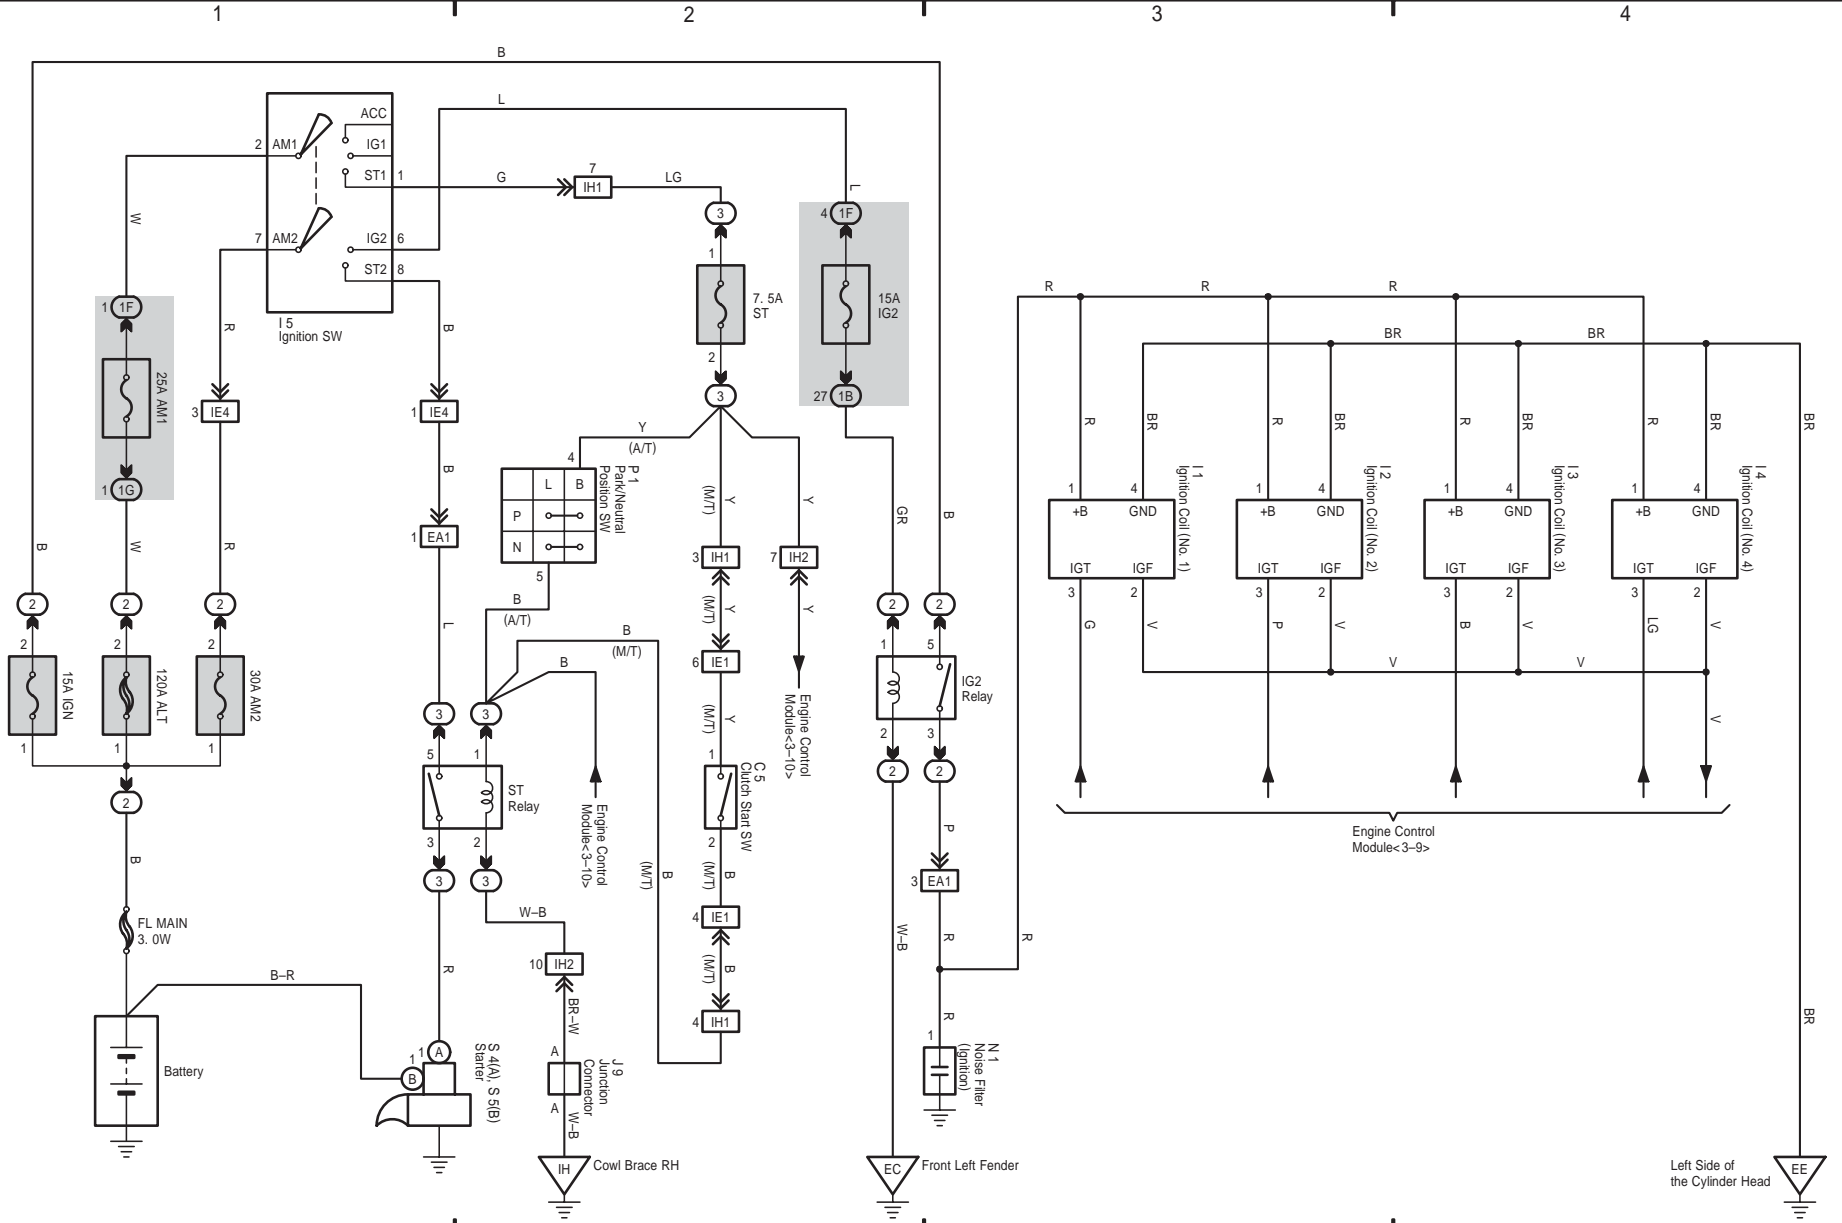 1
2
3
4
B
L
ACC
2
AM1
IG1
ST1
1
G
7
IH1
LG
7
AM2
IG2
6
ST2
8
I 5
Ignition SW
W
R
B
L
3
1
7. 5A
ST
2
3
4
1F
15A
IG2
27
1B
1
1F
25A AM1
1
1G
W
3
IE4
R
1
IE4
B
1
EA1
L
Y
(A/T)
4
P 1
Park/Neutral
Position SW
L
B
P
N
5
B
(A/T)
B
(M/T)
B
Y
(M/T)
3
IH1
Y
(M/T)
6
IE1
Y
(M/T)
Y
7
IH2
Y
Engine Control
Module<3–10>
GR
B
B
2
2
2
2
2
2
15A IGN
120A ALT
30A AM2
1
1
1
2
B
FL MAIN
3. 0W
B–R
Battery
3
3
5
1
ST
Relay
3
2
3
3
Engine Control
Module<3–10>
W–B
10
IH2
BR–W
A
J 9
Junction
Connector
A
W–B
IH
Cowl Brace RH
R
1
A
1
B
S 4(A), S 5(B)
Starter
1
C 5
Clutch Start SW
2
B
(M/T)
4
IE1
B
(M/T)
4
IH1
B
(M/T)
2
2
1
5
IG2
Relay
2
3
2
2
W–B
EC
Front Left Fender
P
3
EA1
R
R
R
1
N 1
Noise Filter
(Ignition)
R
R
R
BR
BR
R
BR
R
BR
R
BR
R
BR
BR
1
4
+B
GND
IGT
IGF
3
2
I 1
Ignition Coil (No. 1)
1
4
+B
GND
IGT
IGF
3
2
I 2
Ignition Coil (No. 2)
1
4
+B
GND
IGT
IGF
3
2
I 3
Ignition Coil (No. 3)
1
4
+B
GND
IGT
IGF
3
2
I 4
Ignition Coil (No. 4)
G
V
P
V
B
V
LG
V
V
V
V
Engine Control
Module<3–9>
BR
Left Side of
the Cylinder Head
EE